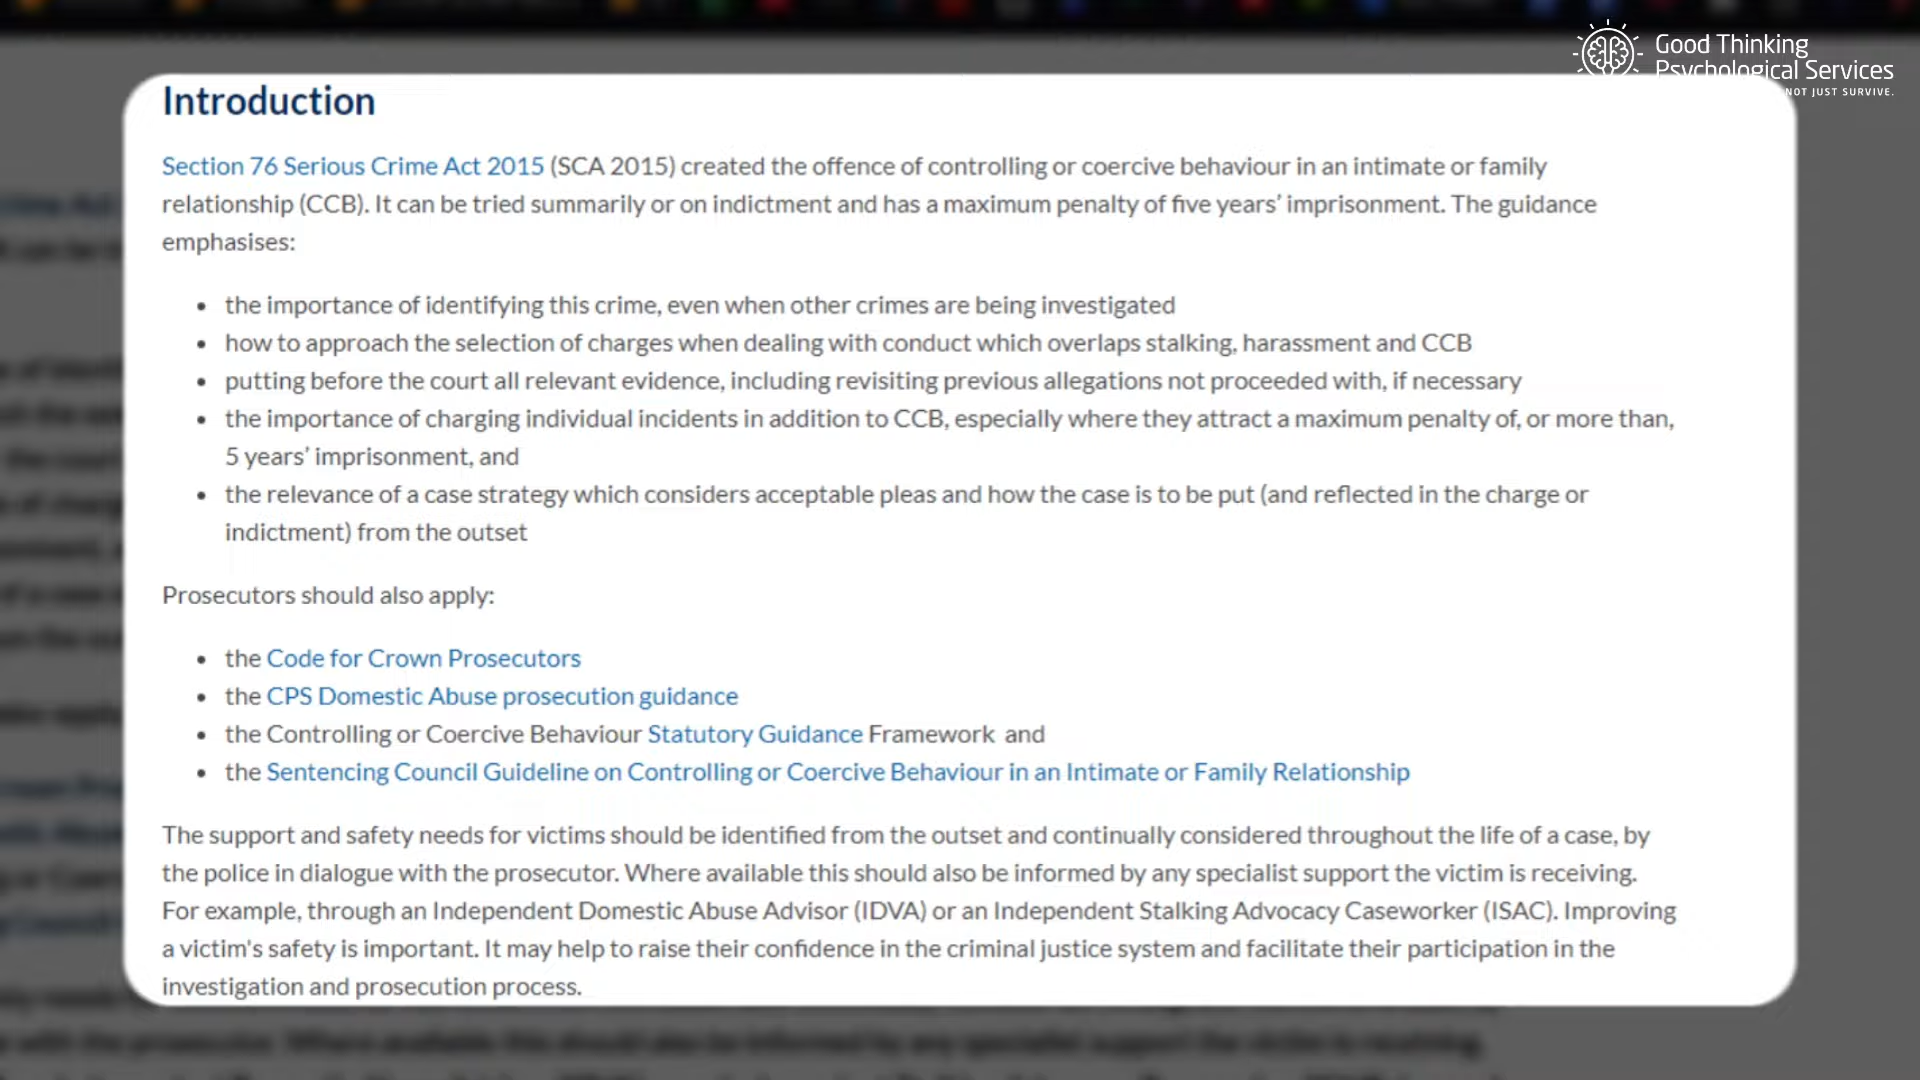 Good Thinking
Psychological Services
NOT JUST SURVIVE.
Introduction
Section 76 Serious Crime Act 2015 (SCA 2015) created the offence of controlling or coercive behaviour in an intimate or family
relationship (CCB). It can be tried summarily or on indictment and has a maximum penalty of five years’ imprisonment. The guidance
emphasises:
• the importance of identifying this crime, even when other crimes are being investigated
• how to approach the selection of charges when dealing with conduct which overlaps stalking, harassment and CCB
• putting before the court all relevant evidence, including revisiting previous allegations not proceeded with, if necessary
• the importance of charging individual incidents in addition to CCB, especially where they attract a maximum penalty of, or more than,
5 years’ imprisonment, and
• the relevance of a case strategy which considers acceptable pleas and how the case is to be put (and reflected in the charge or
indictment) from the outset
Prosecutors should also apply:
• the Code for Crown Prosecutors
• the CPS Domestic Abuse prosecution guidance
• the Controlling or Coercive Behaviour Statutory Guidance Framework and
• the Sentencing Council Guideline on Controlling or Coercive Behaviour in an Intimate or Family Relationship
The support and safety needs for victims should be identified from the outset and continually considered throughout the life of a case, by
the police in dialogue with the prosecutor. Where available this should also be informed by any specialist support the victim is receiving.
For example, through an Independent Domestic Abuse Advisor (IDVA) or an Independent Stalking Advocacy Caseworker (ISAC). Improving
a victim's safety is important. It may help to raise their confidence in the criminal justice system and facilitate their participation in the
investigation and prosecution process.